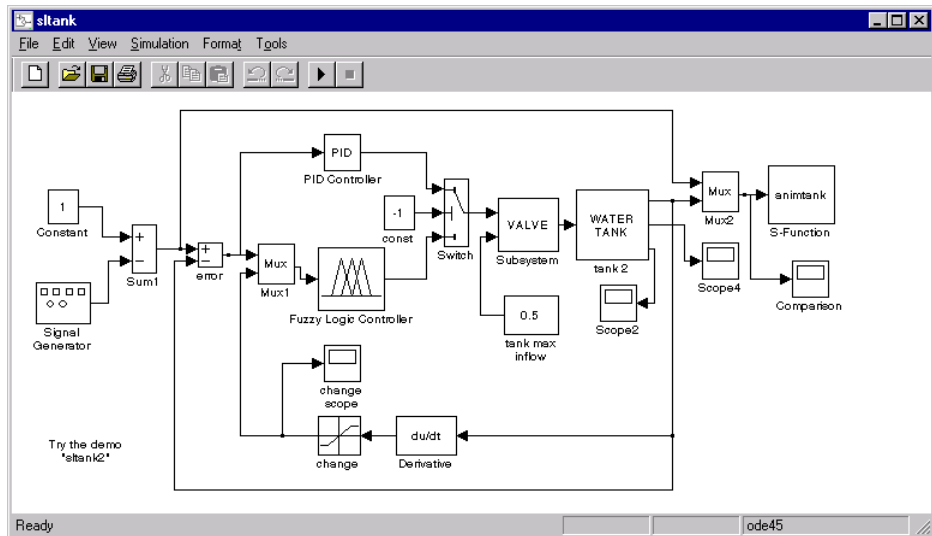 sltank
File Edit View Simulation Format Tools
PID
PID Controller
1
Constant
-1
const
Switch
VALVE
Subsystem
WATER
TANK
tank 2
Mux
Mux2
animtank
S-Function
+
−
Sum1
+
−
error
Mux
Mux1
Fuzzy Logic Controller
Signal
Generator
0.5
tank max
inflow
Scope2
Scope4
Comparison
change
scope
Try the demo
"sltank2"
change
du/dt
Derivative
Ready
ode45